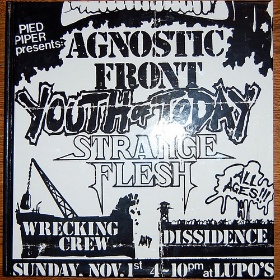 PIED
PIPER
presents:
AGNOSTIC
FRONT
YOUTH OF TODAY
STRANGE
FLESH
ALL
AGES!!!
WRECKING
CREW
DISSIDENCE
SUNDAY, NOV. 1st 4-10pm at LUPO'S